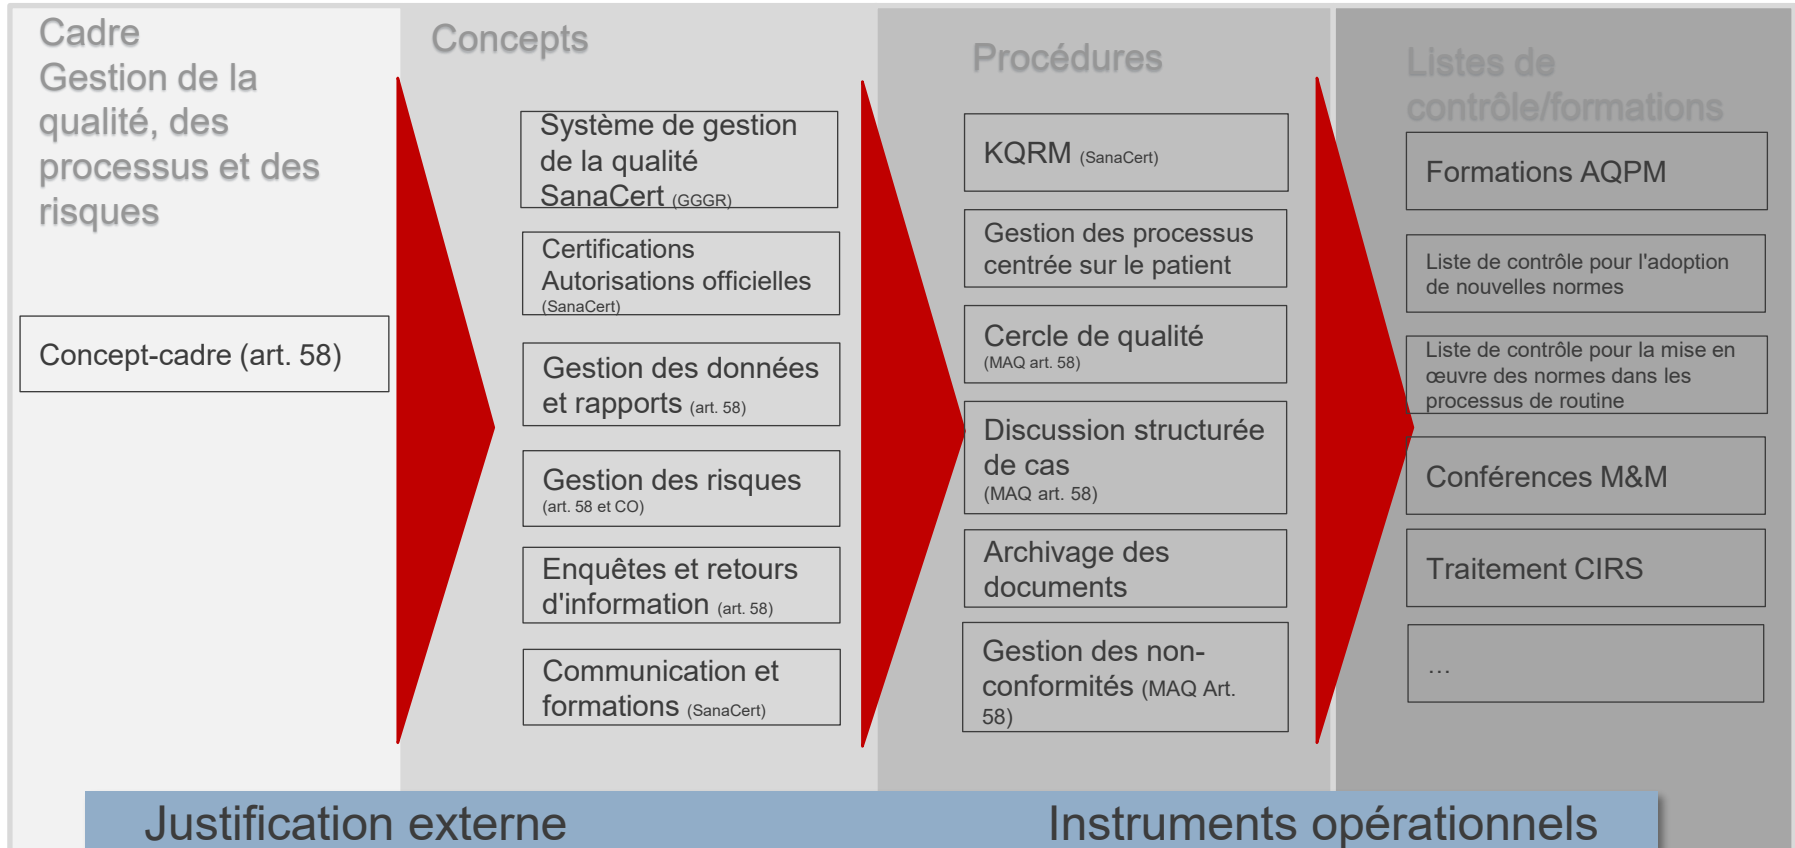 Cadre
Gestion de la
qualité, des
processus et des
risques
Concept-cadre (art. 58)
Concepts
Système de gestion
de la qualité
SanaCert (GGGR)
Certifications
Autorisations officielles
(SanaCert)
Gestion des données
et rapports (art. 58)
Gestion des risques
(art. 58 et CO)
Enquêtes et retours
d'information (art. 58)
Communication et
formations (SanaCert)
Procédures
KQRM (SanaCert)
Gestion des processus
centrée sur le patient
Cercle de qualité
(MAQ art. 58)
Discussion structurée
de cas
(MAQ art. 58)
Archivage des
documents
Gestion des non-
conformités (MAQ Art.
58)
Listes de
contrôle/formations
Formations AQPM
Liste de contrôle pour l'adoption
de nouvelles normes
Liste de contrôle pour la mise en
œuvre des normes dans les
processus de routine
Conférences M&M
Traitement CIRS
...
Justification externe
Instruments opérationnels